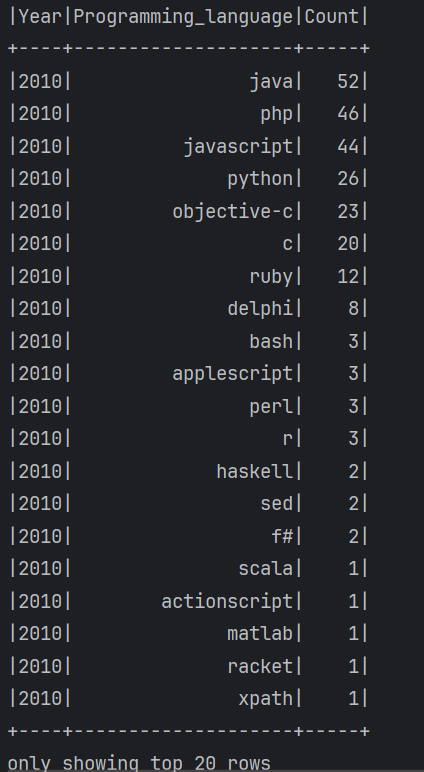 |Year|Programming_language|Count|
+----+--------------------+-----+
|2010|                java|   52|
|2010|                 php|   46|
|2010|          javascript|   44|
|2010|              python|   26|
|2010|         objective-c|   23|
|2010|                   c|   20|
|2010|                ruby|   12|
|2010|              delphi|    8|
|2010|                bash|    3|
|2010|         applescript|    3|
|2010|                perl|    3|
|2010|                   r|    3|
|2010|             haskell|    2|
|2010|                 sed|    2|
|2010|                  f#|    2|
|2010|               scala|    1|
|2010|        actionscript|    1|
|2010|              matlab|    1|
|2010|              racket|    1|
|2010|               xpath|    1|
+----+--------------------+-----+
only showing top 20 rows